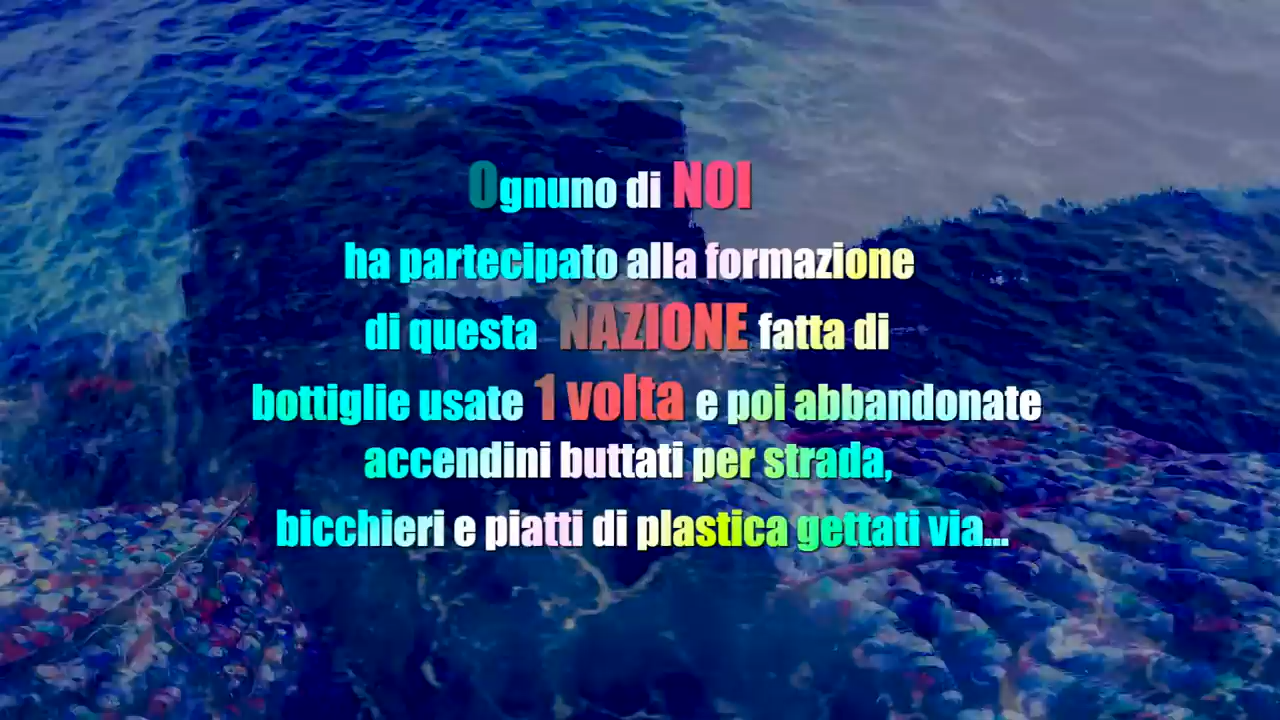 Ognuno di NOI
ha partecipato alla formazione
di questa NAZIONE fatta di
bottiglie usate 1 volta e poi abbandonate
accendini buttati per strada,
bicchieri e piatti di plastica gettati via...